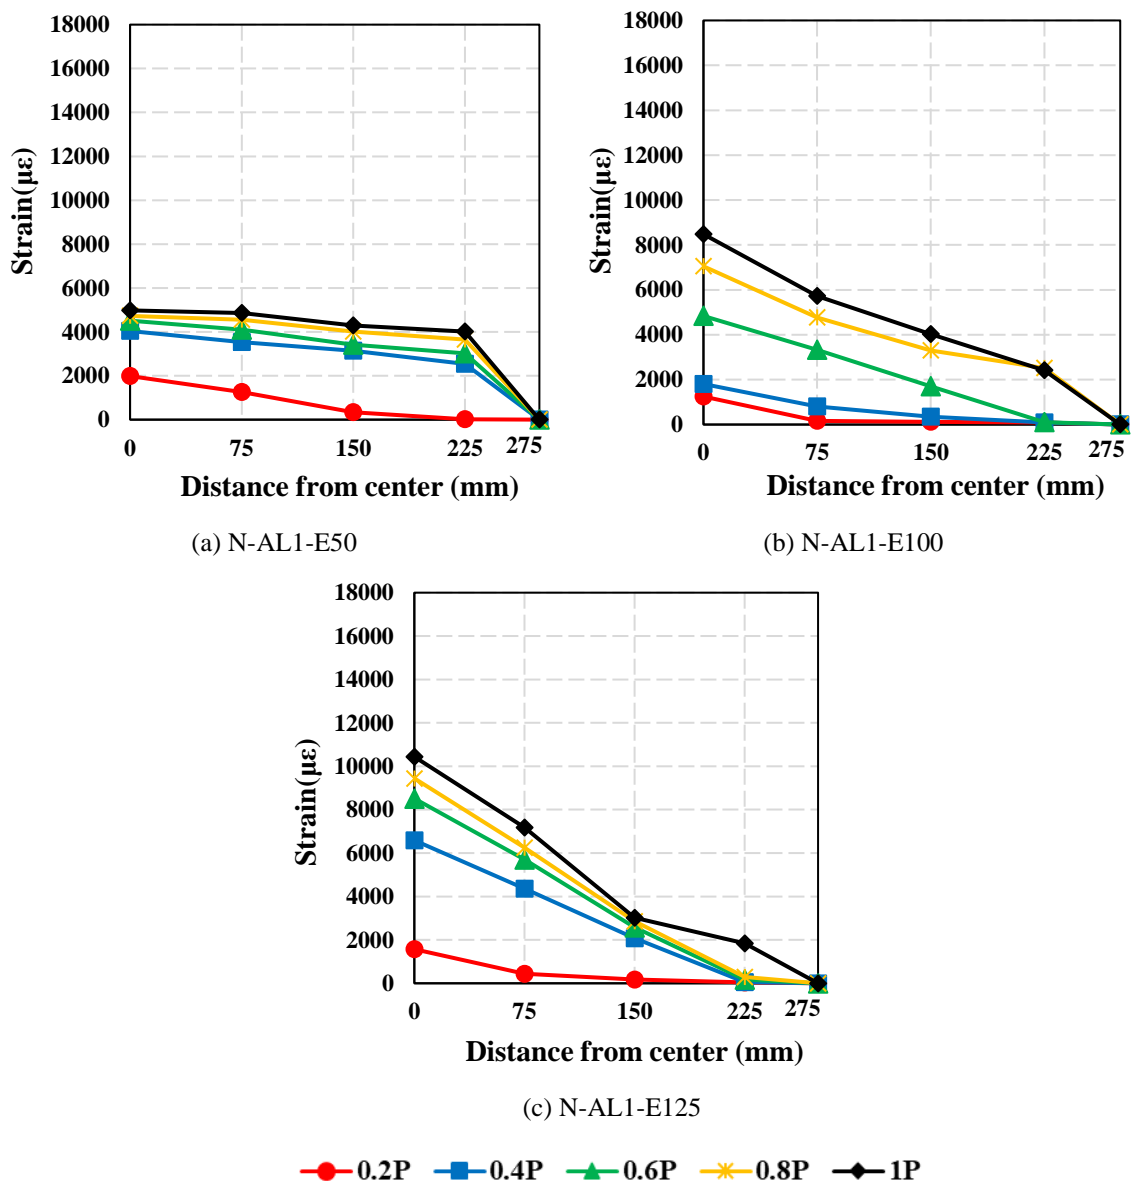 18000
16000
14000
12000
10000
8000
6000
4000
2000
0
Strain(με)
0 75 150 225 275
Distance from center (mm)
(a) N-AL1-E50
18000
16000
14000
12000
10000
8000
6000
4000
2000
0
Strain(με)
0 75 150 225 275
Distance from center (mm)
(b) N-AL1-E100
18000
16000
14000
12000
10000
8000
6000
4000
2000
0
Strain(με)
0 75 150 225 275
Distance from center (mm)
(c) N-AL1-E125
0.2P 0.4P 0.6P 0.8P 1P